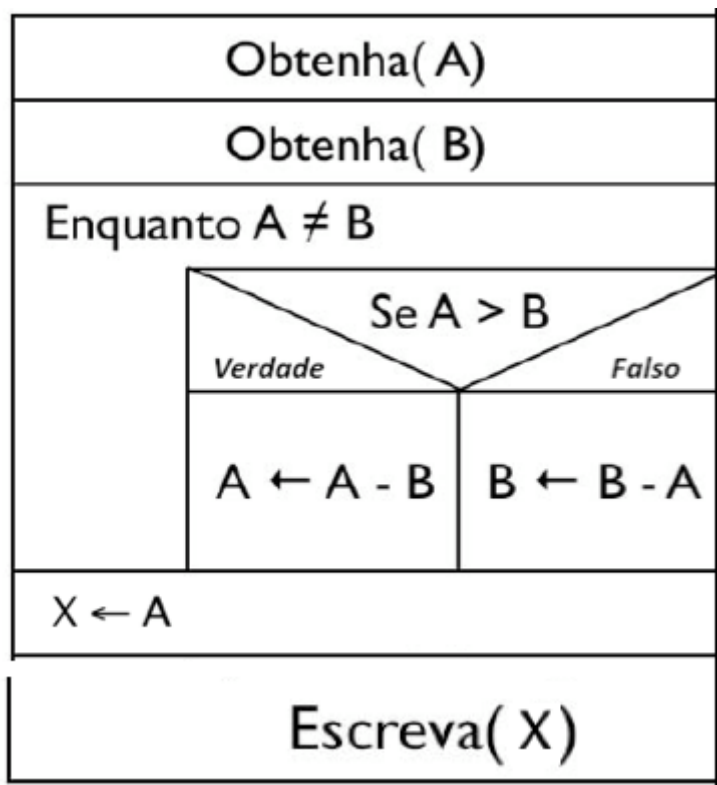 Obtenha( A)
Obtenha( B)
Enquanto A ≠ B
Se A > B
Verdade Falso
A ← A - B B ← B - A
X ← A
Escreva( X)